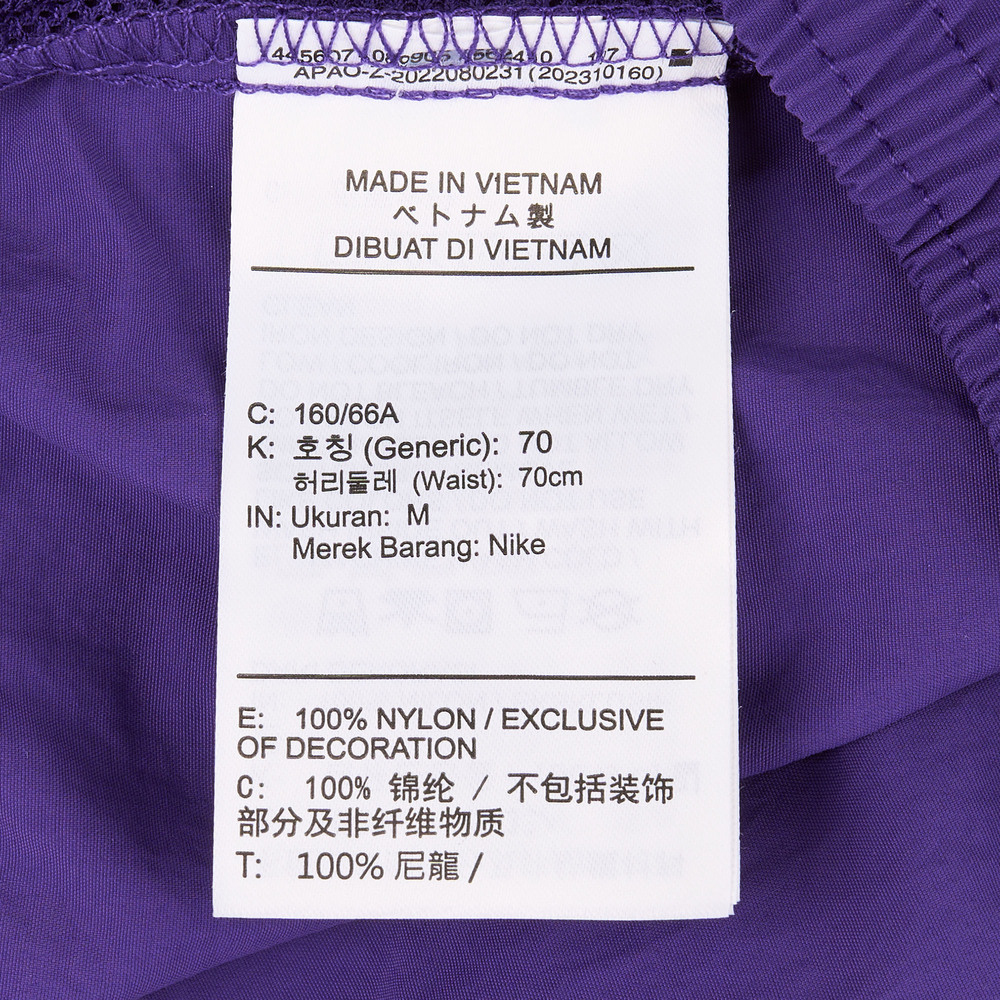 APAO-Z-2022080231(202310160)
MADE IN VIETNAM
ベトナム製
DIBUAT DI VIETNAM
C: 160/66A
K: 호칭 (Generic): 70
허리둘레 (Waist): 70cm
IN: Ukuran: M
Merek Barang: Nike
E: 100% NYLON / EXCLUSIVE
OF DECORATION
C: 100% 锦纶 / 不包括装饰
部分及非纤维物质
T: 100% 尼龍 /